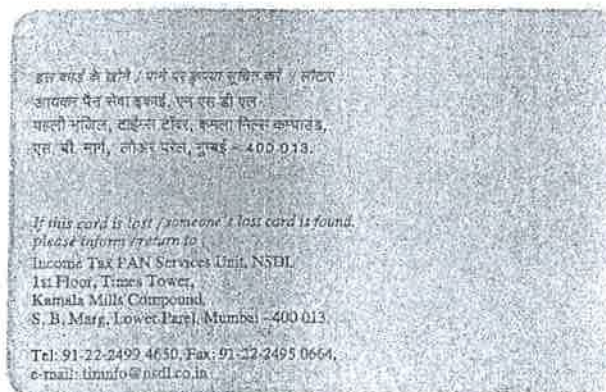 इस कार्ड के खोने / पाने पर कृपया सूचित करें / लौटाएं :
आयकर पैन सेवा इकाई, एन एस डी एल
पहली मंजिल, टाईम्स टॉवर, कमला मिल्स कम्पाउंड,
एस. बी. मार्ग, लोअर परेल, मुम्बई - 400 013.
If this card is lost / someone's lost card is found,
please inform / return to :
Income Tax PAN Services Unit, NSDL
1st Floor, Times Tower,
Kamala Mills Compound,
S. B. Marg, Lower Parel, Mumbai - 400 013.
Tel: 91-22-2499 4650, Fax: 91-22-2495 0664,
e-mail: tininfo@nsdl.co.in